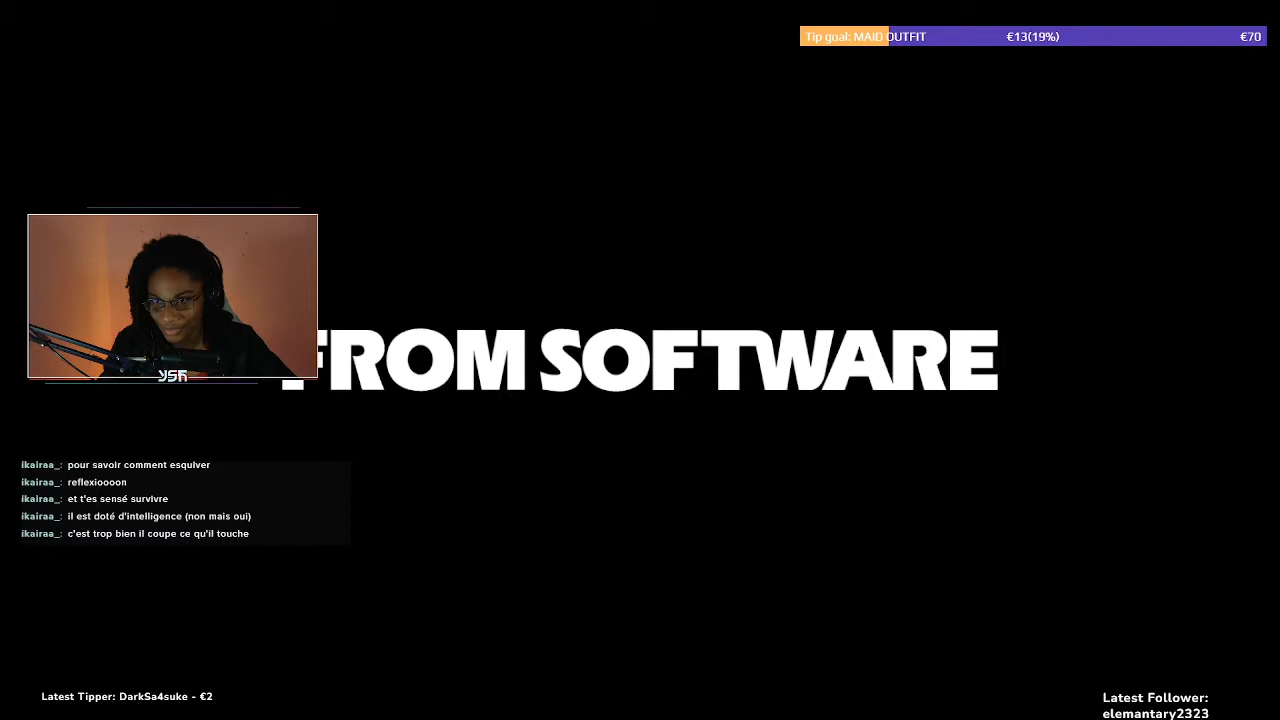 Tip goal: MAID OUTFIT €13(19%) €70
FROM SOFTWARE
ikairaa_: pour savoir comment esquiver
ikairaa_: reflexioooon
ikairaa_: et t'es sensé survivre
ikairaa_: il est doté d'intelligence (non mais oui)
ikairaa_: c'est trop bien il coupe ce qu'il touche
Latest Tipper: DarkSa4suke - €2
Latest Follower:
elemantary2323